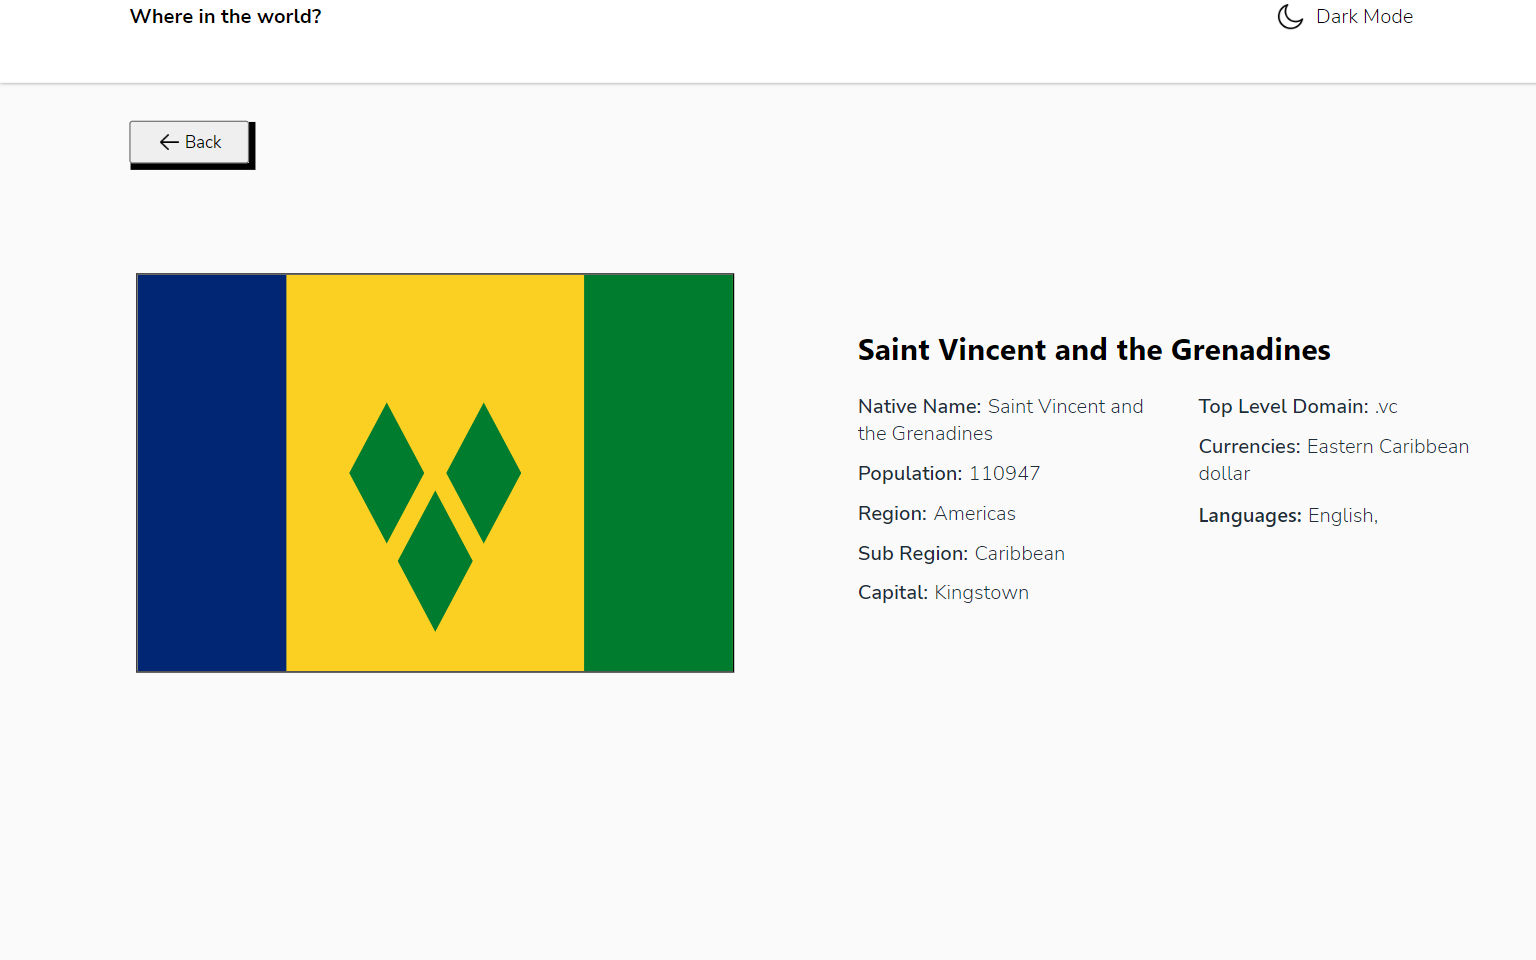 Where in the world?
Dark Mode
Back
Saint Vincent and the Grenadines
Native Name: Saint Vincent and
the Grenadines
Population: 110947
Region: Americas
Sub Region: Caribbean
Capital: Kingstown
Top Level Domain: .vc
Currencies: Eastern Caribbean
dollar
Languages: English,